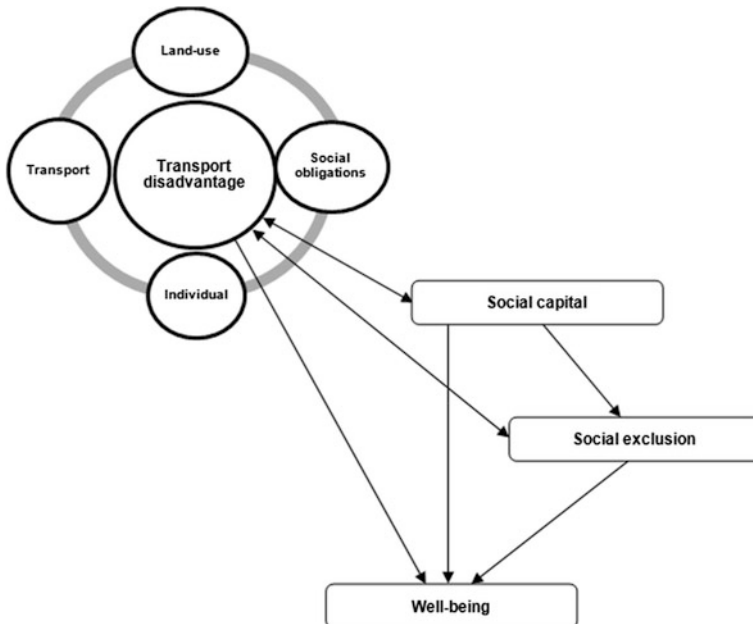 Land-use
Transport
Transport
disadvantage
Social
obligations
Individual
Social capital
Social exclusion
Well-being